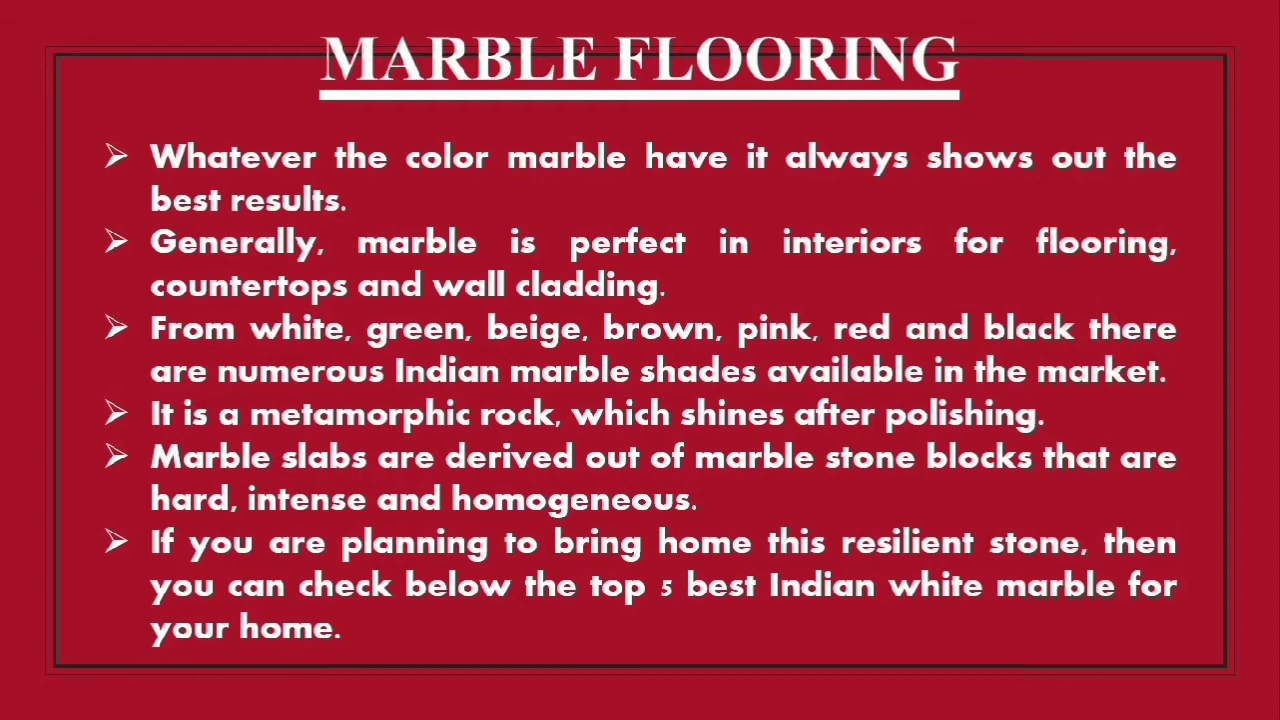 MARBLE FLOORING
➢ Whatever the color marble have it always shows out the
best results.
➢ Generally, marble is perfect in interiors for flooring,
countertops and wall cladding.
➢ From white, green, beige, brown, pink, red and black there
are numerous Indian marble shades available in the market.
➢ It is a metamorphic rock, which shines after polishing.
➢ Marble slabs are derived out of marble stone blocks that are
hard, intense and homogeneous.
➢ If you are planning to bring home this resilient stone, then
you can check below the top 5 best Indian white marble for
your home.